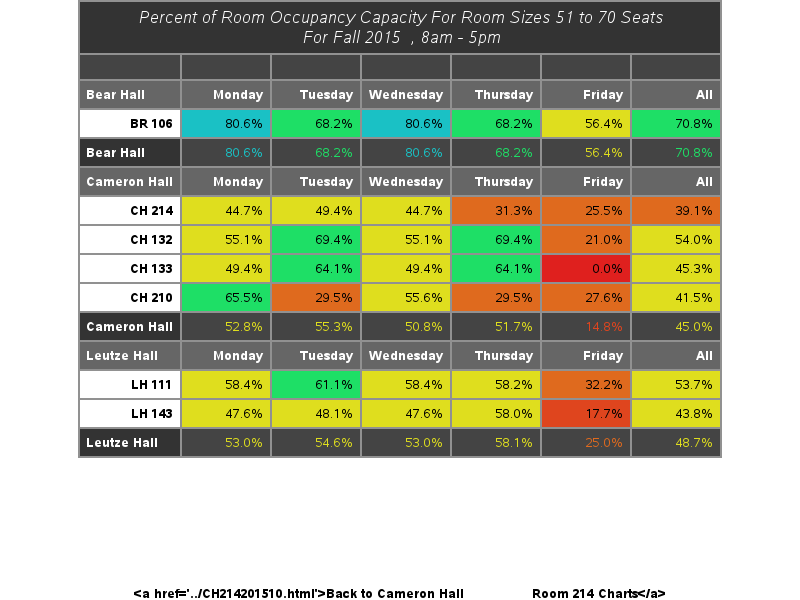 Percent of Room Occupancy Capacity For Room Sizes 51 to 70 Seats
For Fall 2015 , 8am - 5pm
Bear Hall Monday Tuesday Wednesday Thursday Friday All
BR 106 80.6% 68.2% 80.6% 68.2% 56.4% 70.8%
Bear Hall 80.6% 68.2% 80.6% 68.2% 56.4% 70.8%
Cameron Hall Monday Tuesday Wednesday Thursday Friday All
CH 214 44.7% 49.4% 44.7% 31.3% 25.5% 39.1%
CH 132 55.1% 69.4% 55.1% 69.4% 21.0% 54.0%
CH 133 49.4% 64.1% 49.4% 64.1% 0.0% 45.3%
CH 210 65.5% 29.5% 55.6% 29.5% 27.6% 41.5%
Cameron Hall 52.8% 55.3% 50.8% 51.7% 14.8% 45.0%
Leutze Hall Monday Tuesday Wednesday Thursday Friday All
LH 111 58.4% 61.1% 58.4% 58.2% 32.2% 53.7%
LH 143 47.6% 48.1% 47.6% 58.0% 17.7% 43.8%
Leutze Hall 53.0% 54.6% 53.0% 58.1% 25.0% 48.7%
<a href='../CH214201510.html'>Back to Cameron Hall Room 214 Charts</a>